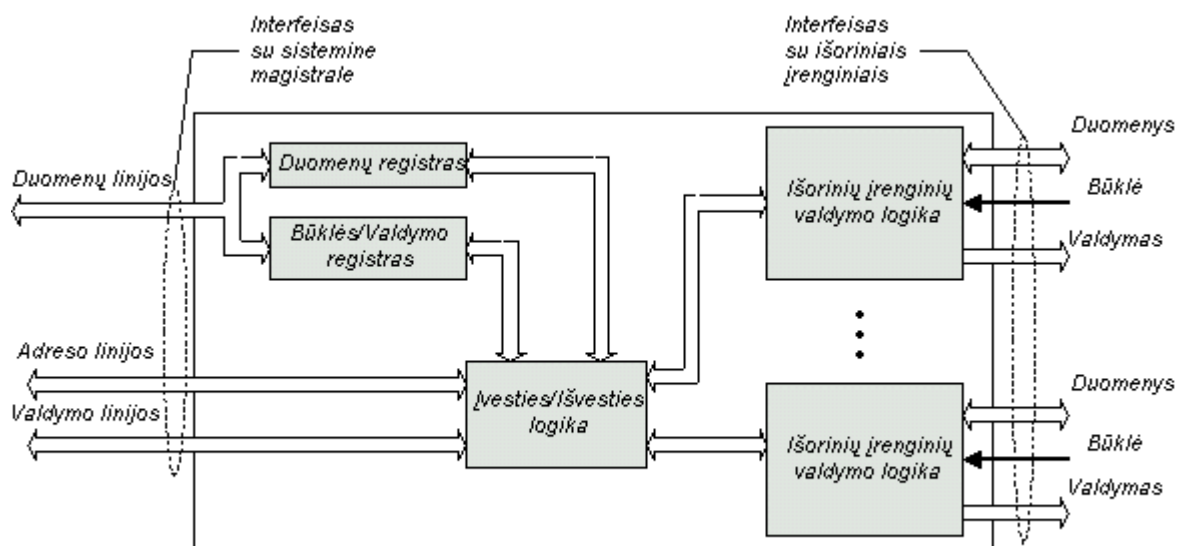 Interfeisas
su sistemine
magistrale
Interfeisas
su išoriniais
įrenginiais
Duomenų linijos
Duomenų registras
Būklės/Valdymo
registras
Išorinių įrenginių
valdymo logika
Duomenys
Būklė
Valdymas
Adreso linijos
Valdymo linijos
Įvesties/Išvesties
logika
Išorinių įrenginių
valdymo logika
Duomenys
Būklė
Valdymas